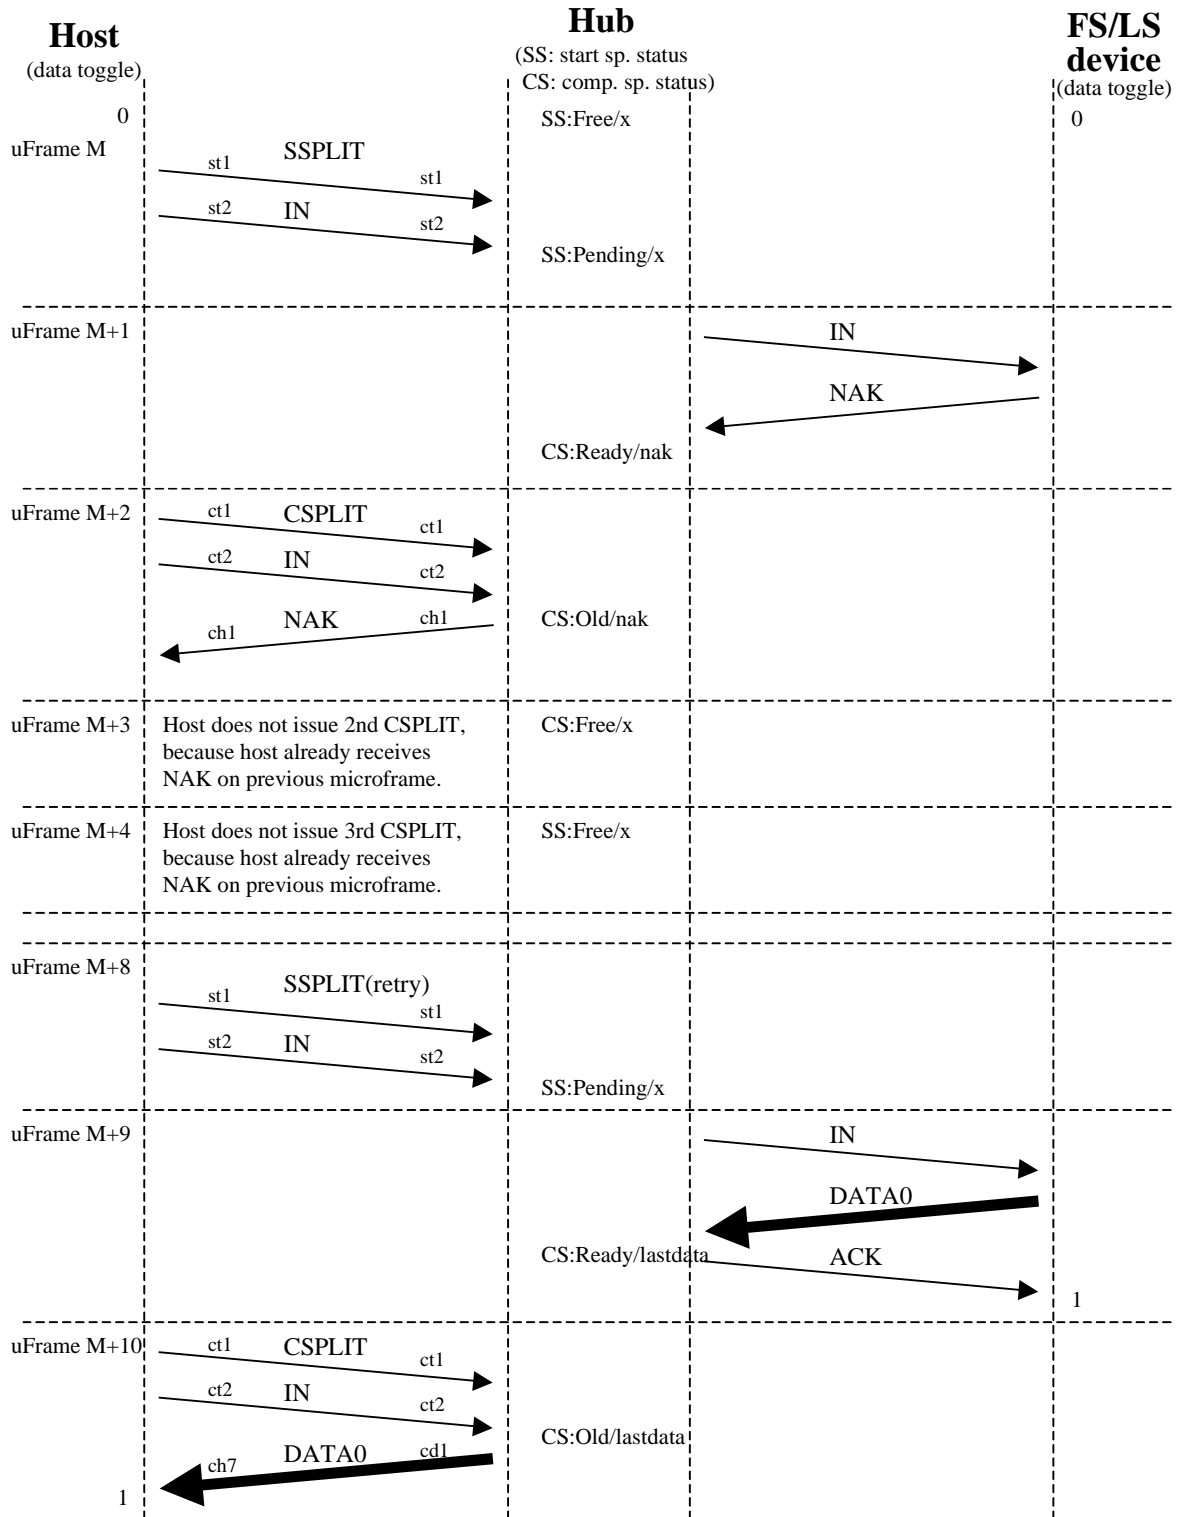 Host
(data toggle)
Hub
(SS: start sp. status
CS: comp. sp. status)
FS/LS
device
(data toggle)
0
SS:Free/x
0
uFrame M
st1
SSPLIT
st1
st2
IN
st2
SS:Pending/x
uFrame M+1
IN
NAK
CS:Ready/nak
uFrame M+2
ct1
CSPLIT
ct1
ct2
IN
ct2
NAK
ch1
ch1
CS:Old/nak
uFrame M+3
Host does not issue 2nd CSPLIT,
because host already receives
NAK on previous microframe.
CS:Free/x
uFrame M+4
Host does not issue 3rd CSPLIT,
because host already receives
NAK on previous microframe.
SS:Free/x
uFrame M+8
st1
SSPLIT(retry)
st1
st2
IN
st2
SS:Pending/x
uFrame M+9
IN
DATA0
CS:Ready/lastdata
ACK
1
uFrame M+10
ct1
CSPLIT
ct1
ct2
IN
ct2
CS:Old/lastdata
ch7
DATA0
cd1
1